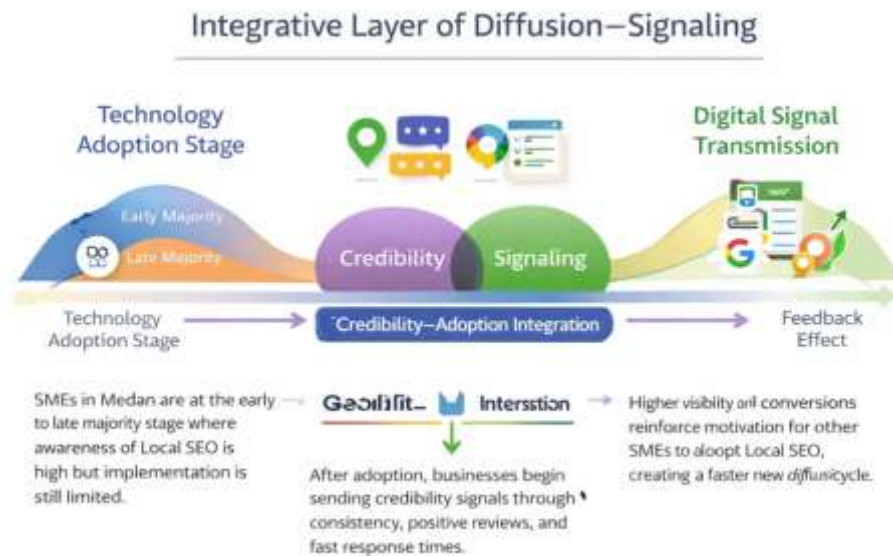 Integrative Layer of Diffusion—Signaling
Technology
Adoption Stage
Digital Signal
Transmission
Early Majority
Late Majority
Credibility
Signaling
Technology
Adoption Stage
"Credibility—Adoption Integration
Feedback
Effect
SMEs in Medan are at the early
to late majority stage where
awareness of Local SEO is
high but implementation is
still limited.
Intersstion
After adoption, businesses begin
sending credibility signals through
consistency, positive reviews, and
fast response times.
Higher visibility and conversions
reinforce motivation for other
SMEs to aloopt Local SEO,
creating a faster new diffusicycle.